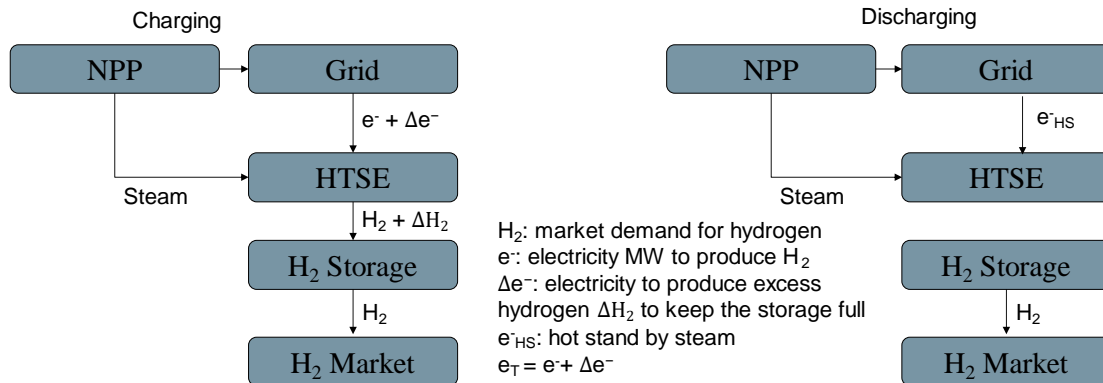 Charging
NPP
Grid
e⁻ + Δe⁻
Steam
HTSE
H₂ + ΔH₂
H₂ Storage
H₂
H₂ Market
Discharging
NPP
Grid
e⁻HS
Steam
HTSE
H₂ Storage
H₂
H₂ Market
H₂: market demand for hydrogen
e⁻: electricity MW to produce H₂
Δe⁻: electricity to produce excess
hydrogen ΔH₂ to keep the storage full
e⁻HS: hot stand by steam
eT = e⁻+ Δe⁻